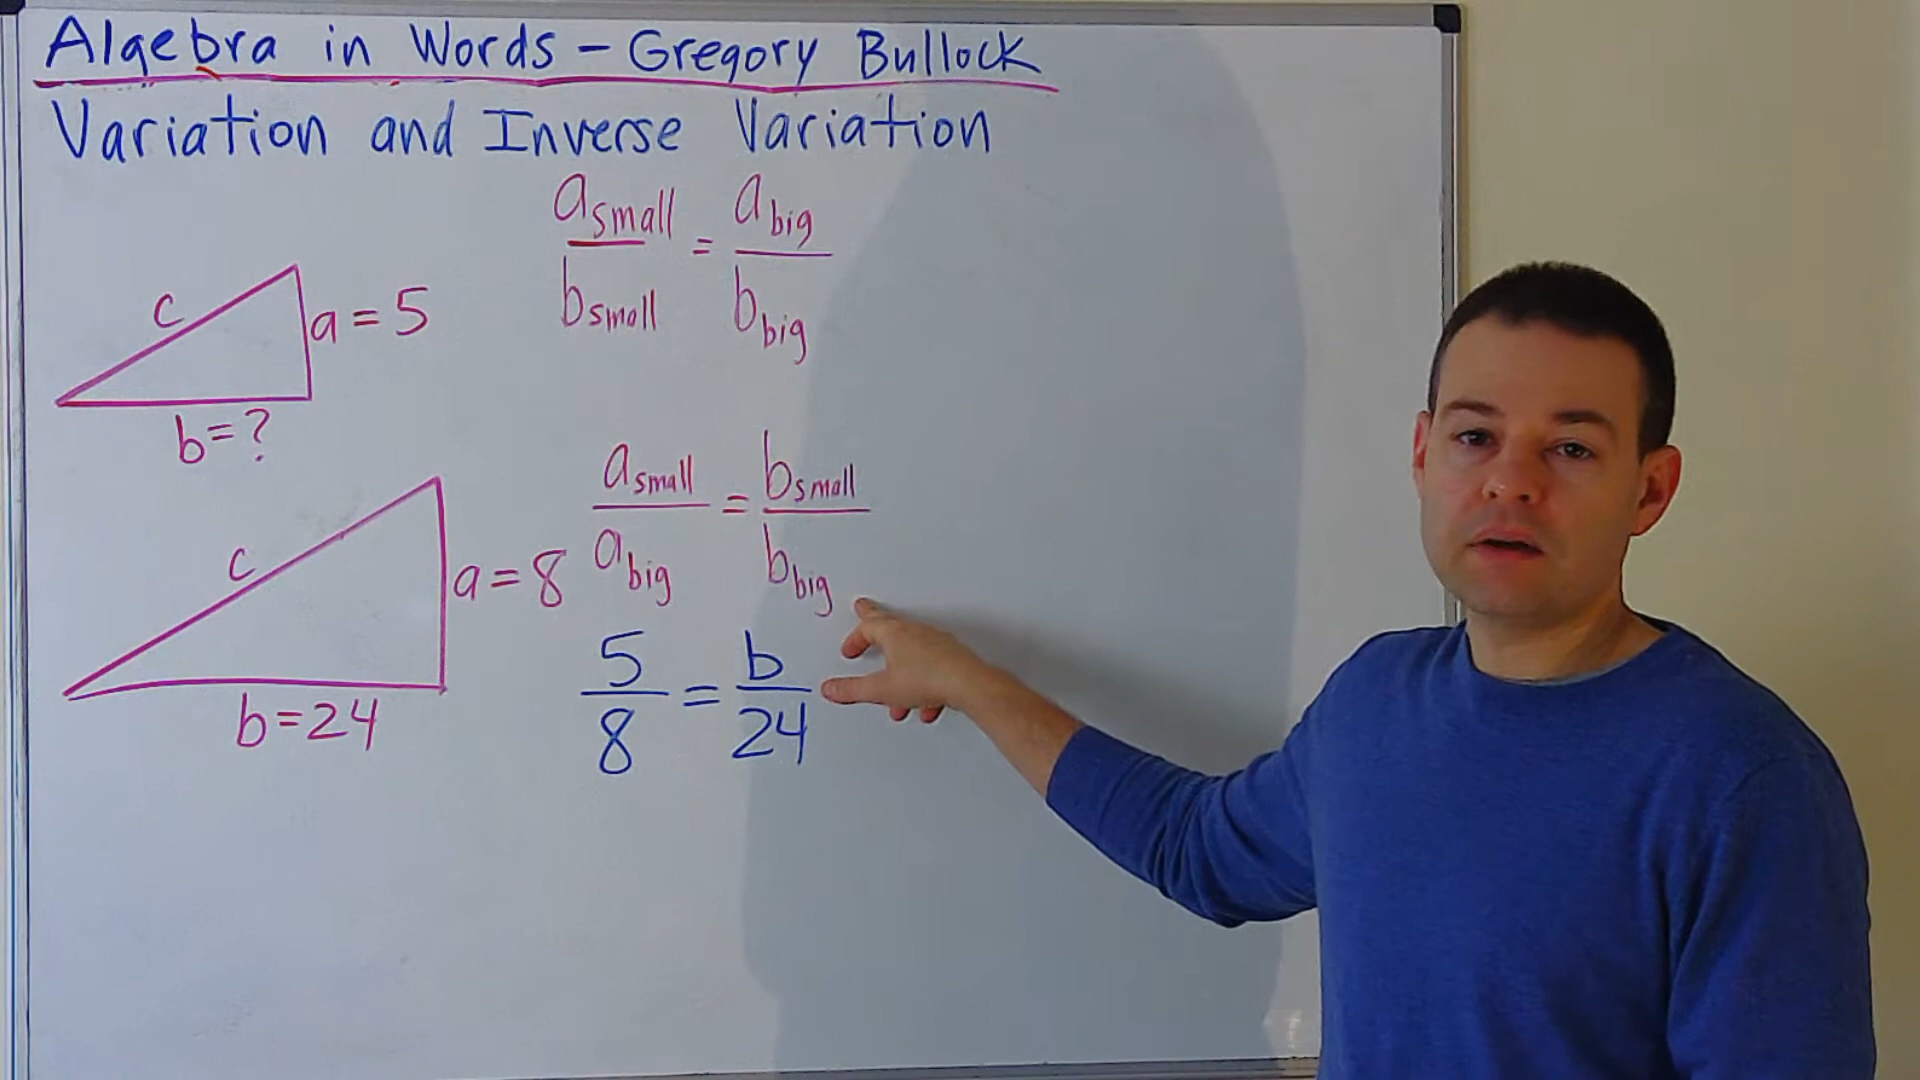 Algebra in Words – Gregory Bullock
Variation and Inverse Variation
a small / b small = a big / b big
c
a = 5
b = ?
a small / a big = b small / b big
c
a = 8
b = 24
5 / 8 = b / 24